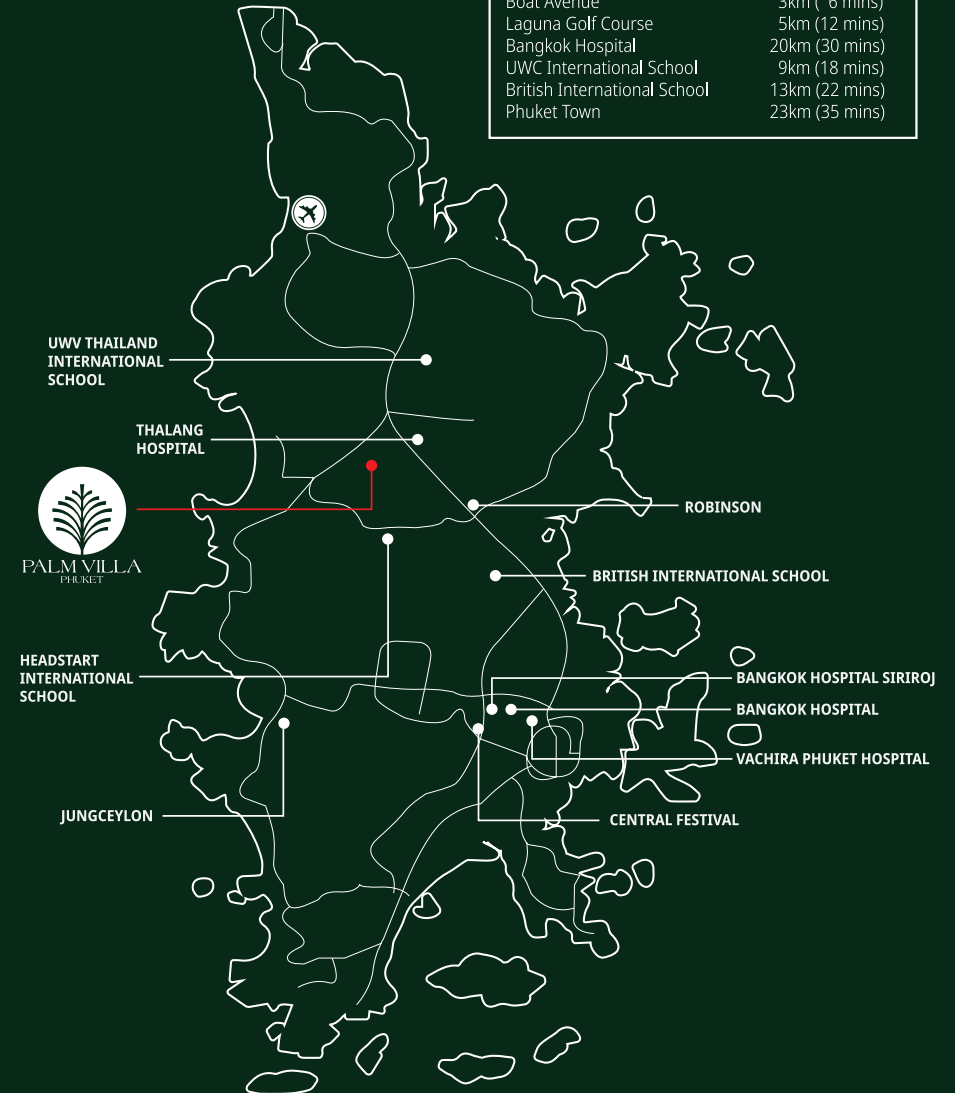 Boat Avenue 3km ( 6 mins)
Laguna Golf Course 5km (12 mins)
Bangkok Hospital 20km (30 mins)
UWC International School 9km (18 mins)
British International School 13km (22 mins)
Phuket Town 23km (35 mins)
UWV THAILAND
INTERNATIONAL
SCHOOL
THALANG
HOSPITAL
ROBINSON
PALM VILLA
PHUKET
BRITISH INTERNATIONAL SCHOOL
HEADSTART
INTERNATIONAL
SCHOOL
BANGKOK HOSPITAL SIRIROJ
BANGKOK HOSPITAL
VACHIRA PHUKET HOSPITAL
JUNGCEYLON
CENTRAL FESTIVAL